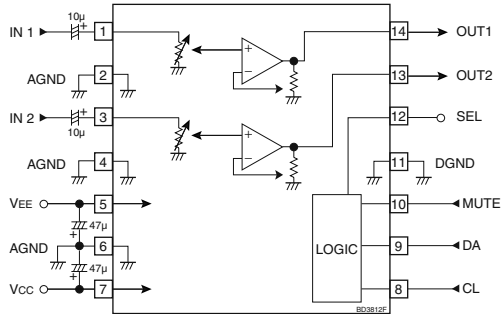 10μ
+
IN 1
1
14
OUT1
+
−
AGND
2
13
OUT2
IN 2
3
12
SEL
+
10μ
+
−
AGND
4
11
DGND
VEE
5
10
MUTE
47μ
+
AGND
6
LOGIC
9
DA
47μ
+
VCC
7
8
CL
BD3812F